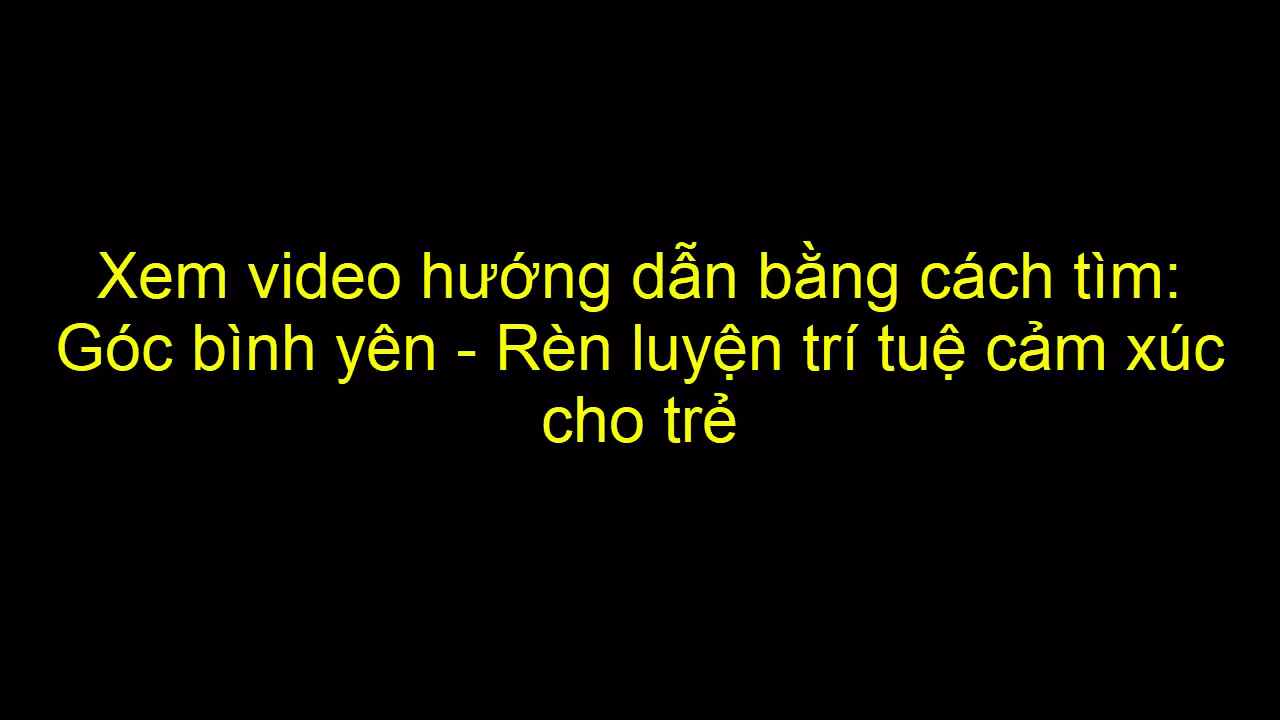 Xem video hướng dẫn bằng cách tìm:
Góc bình yên - Rèn luyện trí tuệ cảm xúc
cho trẻ